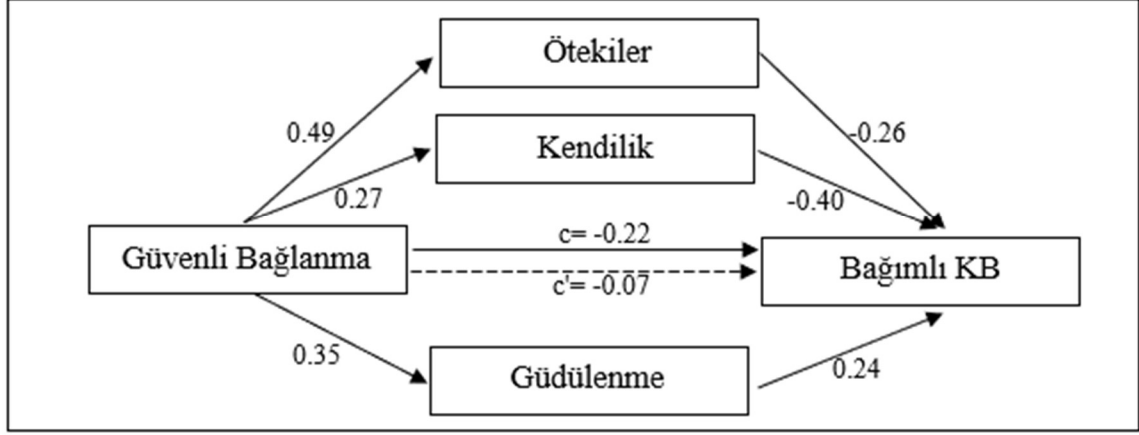 Ötekiler
0.49
-0.26
Kendilik
0.27
-0.40
Güvenli Bağlanma
c= -0.22
c'= -0.07
Bağımlı KB
0.35
Güdülenme
0.24